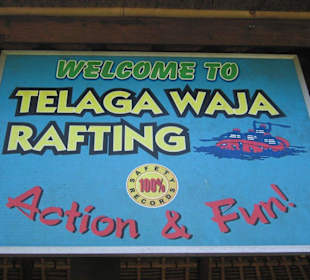 WELCOME TO
TELAGA WAJA
RAFTING
SAFETY
100%
RECORDS
Action & Fun!